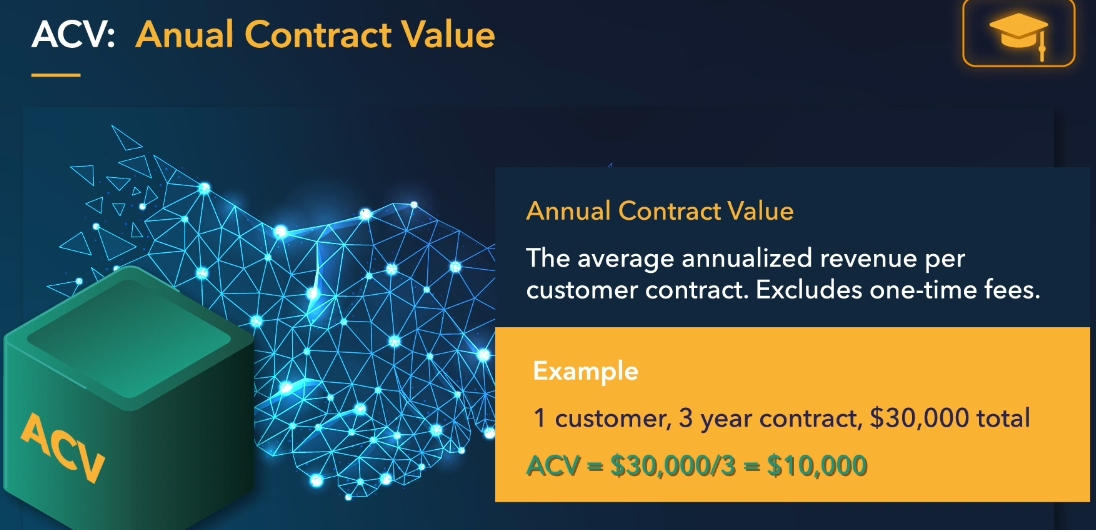 ACV: Anual Contract Value
Annual Contract Value
The average annualized revenue per
customer contract. Excludes one-time fees.
Example
1 customer, 3 year contract, $30,000 total
ACV = $30,000/3 = $10,000
ACV